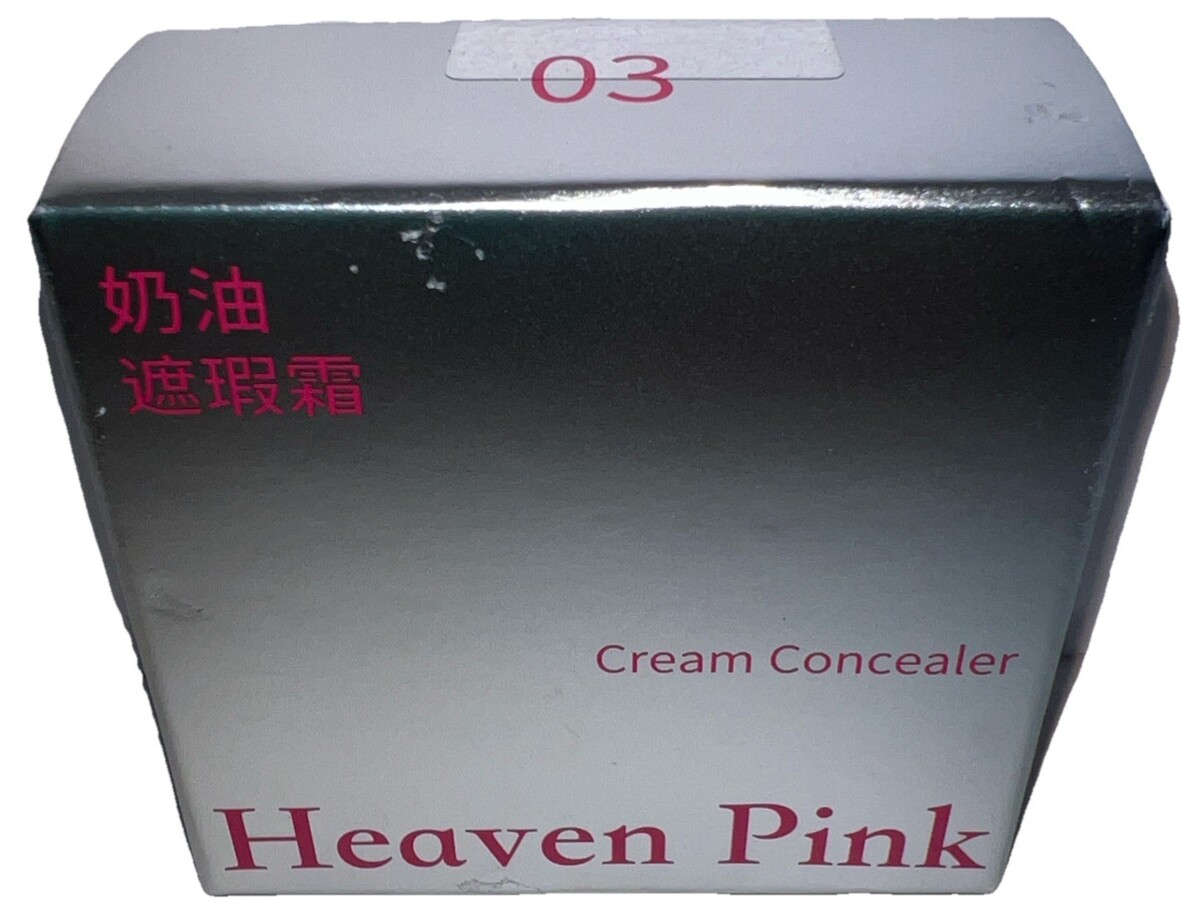 03
奶油
遮瑕霜
Cream Concealer
Heaven Pink